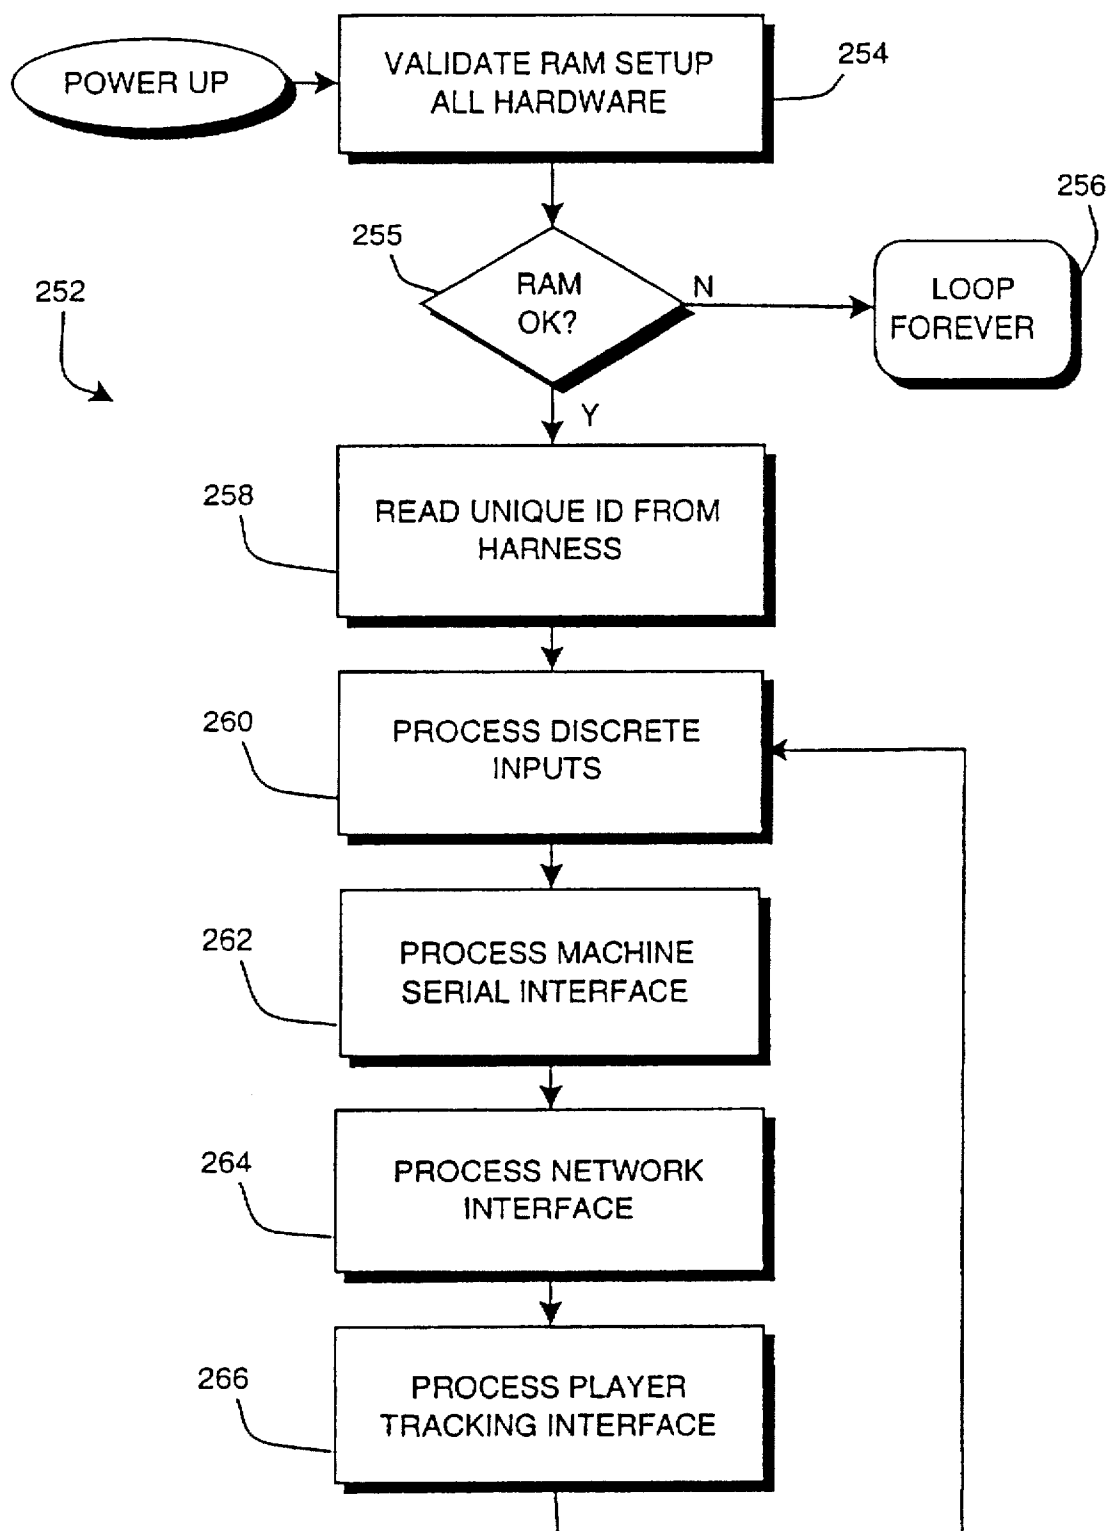 POWER UP
VALIDATE RAM SETUP
ALL HARDWARE
254
255
RAM
OK?
N
256
LOOP
FOREVER
252
Y
258
READ UNIQUE ID FROM
HARNESS
260
PROCESS DISCRETE
INPUTS
262
PROCESS MACHINE
SERIAL INTERFACE
264
PROCESS NETWORK
INTERFACE
266
PROCESS PLAYER
TRACKING INTERFACE